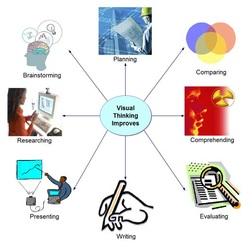 Brainstorming
Planning
Comparing
Researching
Visual
Thinking
Improves
Comprehending
Presenting
Writing
Evaluating